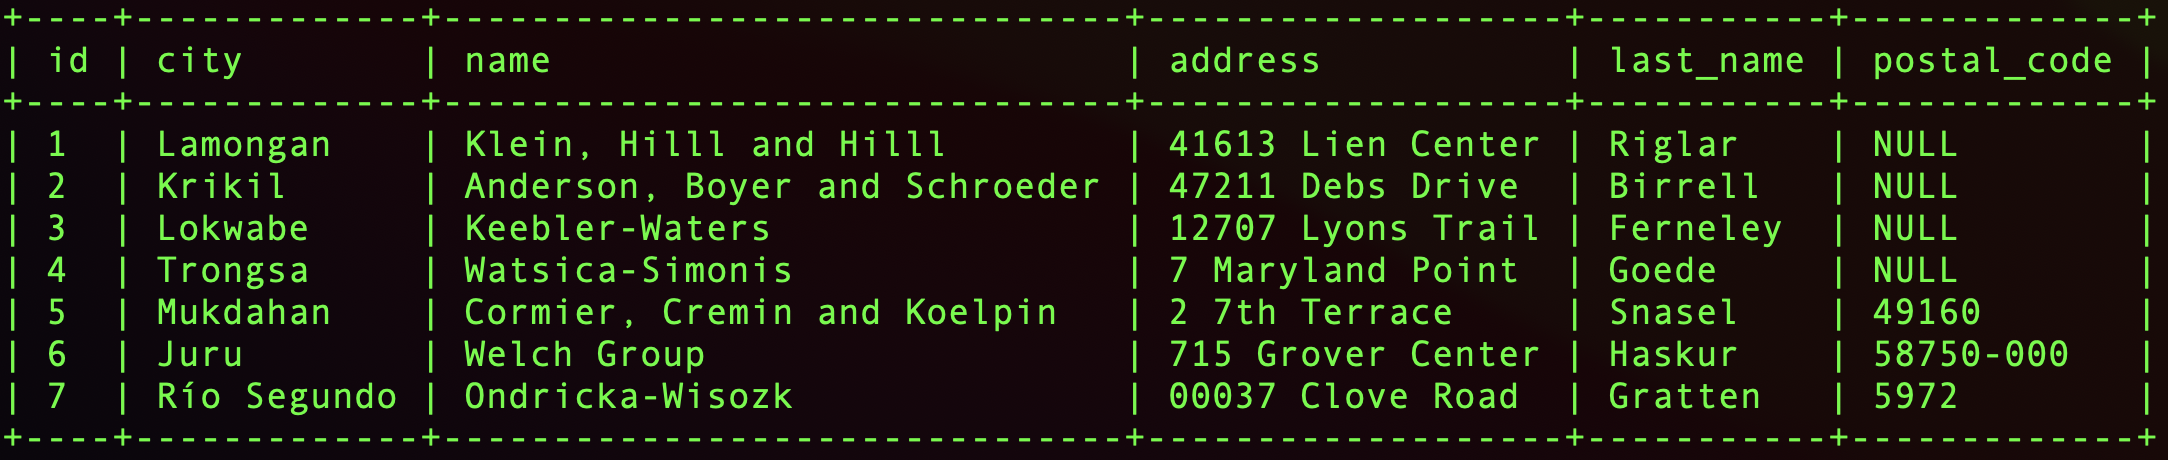 +----+-------------+-------------------------------+-------------------+-----------+-------------+
| id | city        | name                          | address           | last_name | postal_code |
+----+-------------+-------------------------------+-------------------+-----------+-------------+
| 1  | Lamongan    | Klein, Hilll and Hilll        | 41613 Lien Center | Riglar    | NULL        |
| 2  | Krikil      | Anderson, Boyer and Schroeder | 47211 Debs Drive  | Birrell   | NULL        |
| 3  | Lokwabe     | Keebler-Waters                | 12707 Lyons Trail | Ferneley  | NULL        |
| 4  | Trongsa     | Watsica-Simonis               | 7 Maryland Point  | Goede     | NULL        |
| 5  | Mukdahan    | Cormier, Cremin and Koelpin   | 2 7th Terrace     | Snasel    | 49160       |
| 6  | Juru        | Welch Group                   | 715 Grover Center | Haskur    | 58750-000   |
| 7  | Río Segundo | Ondricka-Wisozk               | 00037 Clove Road  | Gratten   | 5972        |
+----+-------------+-------------------------------+-------------------+-----------+-------------+